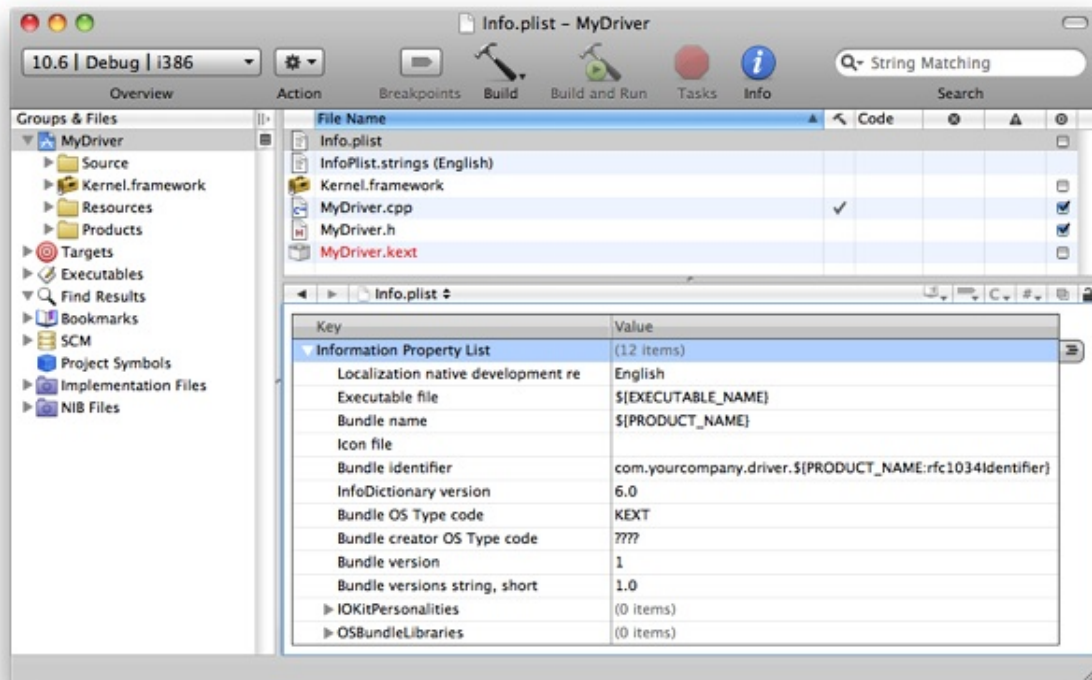 Info.plist – MyDriver
10.6 | Debug | i386
String Matching
Overview Action Breakpoints Build Build and Run Tasks Info Search
Groups & Files
MyDriver
Source
Kernel.framework
Resources
Products
Targets
Executables
Find Results
Bookmarks
SCM
Project Symbols
Implementation Files
NIB Files
File Name Code
Info.plist
InfoPlist.strings (English)
Kernel.framework
MyDriver.cpp
MyDriver.h
MyDriver.kext
Info.plist
C #
Key Value
Information Property List (12 items)
Localization native development re English
Executable file ${EXECUTABLE_NAME}
Bundle name ${PRODUCT_NAME}
Icon file
Bundle identifier com.yourcompany.driver.${PRODUCT_NAME:rfc1034Identifier}
InfoDictionary version 6.0
Bundle OS Type code KEXT
Bundle creator OS Type code ????
Bundle version 1
Bundle versions string, short 1.0
IOKitPersonalities (0 items)
OSBundleLibraries (0 items)